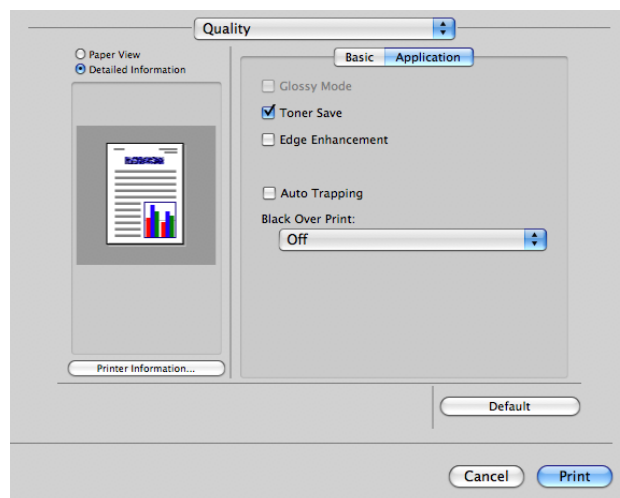 Quality
Paper View
Detailed Information
Basic Application
Glossy Mode
Toner Save
Edge Enhancement
Auto Trapping
Black Over Print:
Off
Printer Information...
Default
Cancel Print